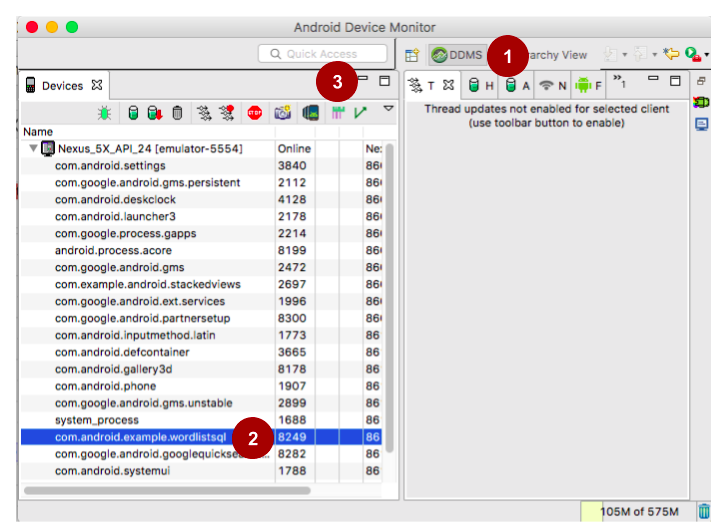 Android Device Monitor
Quick Access
DDMS
1
archy View
3
Devices
T
H
A
N
F
"1
STOP
Name
Nexus_5X_API_24 [emulator-5554] Online Ne
com.android.settings 3840 86
com.google.android.gms.persistent 2112 86
com.android.deskclock 4128 86
com.android.launcher3 2178 86
com.google.process.gapps 2214 86
android.process.acore 8199 86
com.google.android.gms 2472 86
com.example.android.stackedviews 2697 86
com.google.android.ext.services 1996 86
com.google.android.partnersetup 8300 86
com.android.inputmethod.latin 1773 86
com.android.defcontainer 3665 86
com.android.gallery3d 8178 86
com.android.phone 1907 86
com.google.android.gms.unstable 2899 86
system_process 1688 86
com.android.example.wordlistsql 2 8249 86
com.google.android.googlequickse... 8282 86
com.android.systemui 1788 86
Thread updates not enabled for selected client
(use toolbar button to enable)
105M of 575M